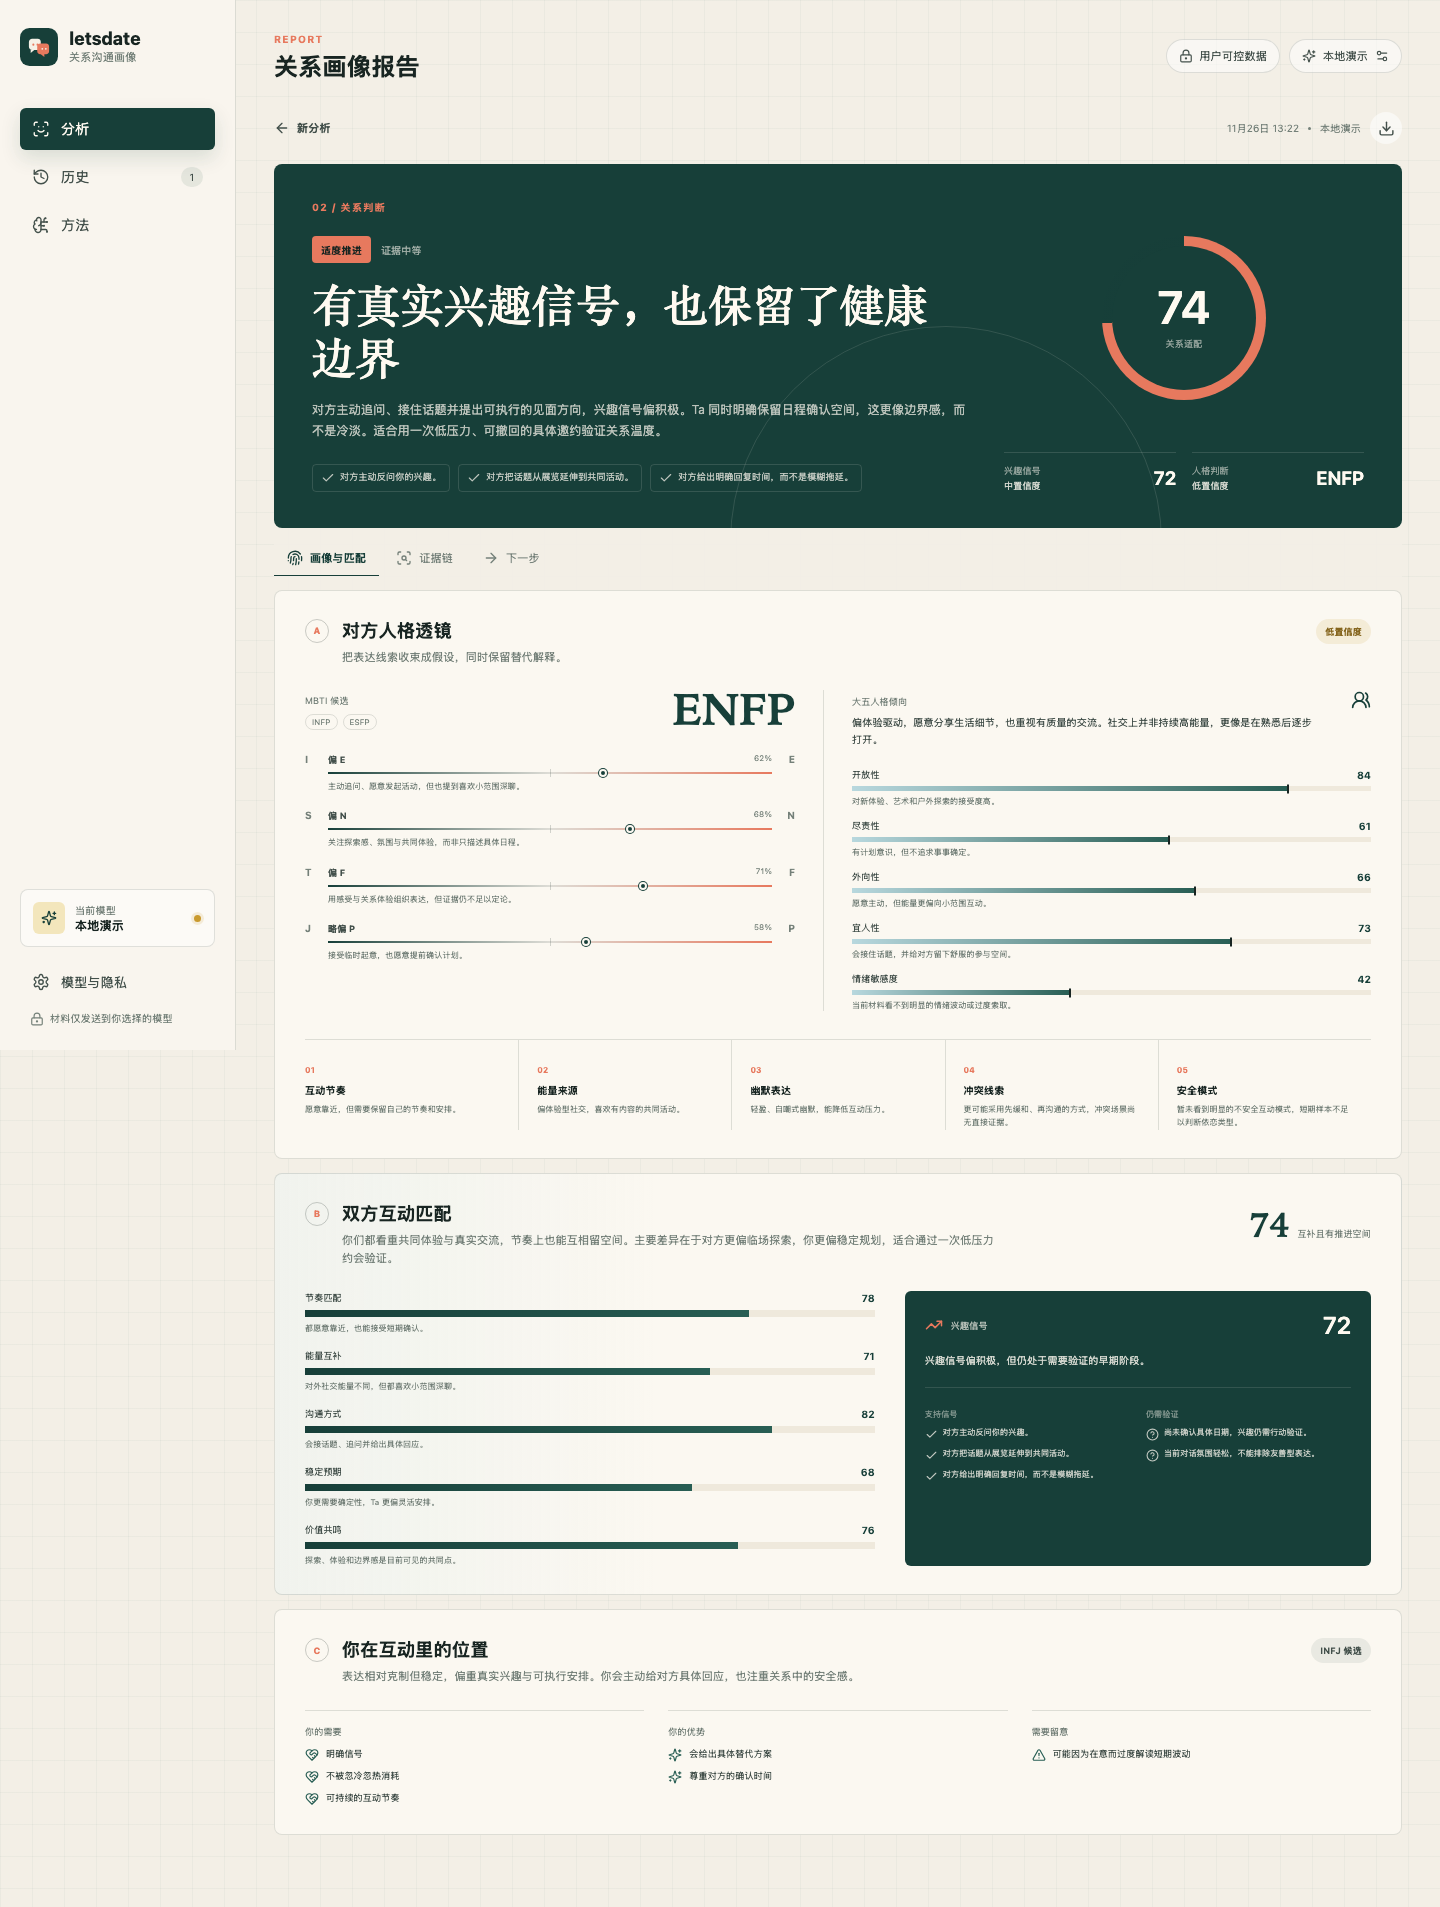 letsdate
关系沟通画像
分析
历史
1
方法
当前模型
本地演示
模型与隐私
材料仅发送到你选择的模型
REPORT
关系画像报告
用户可控数据
本地演示
新分析
11月26日 13:22 • 本地演示
02 / 关系判断
适度推进
证据中等
有真实兴趣信号，也保留了健康
边界
对方主动追问、接住话题并提出可执行的见面方向，兴趣信号偏积极。Ta 同时明确保留日程确认空间，这更像边界感，而
不是冷淡。适合用一次低压力、可撤回的具体邀约验证关系温度。
对方主动反问你的兴趣。
对方把话题从展览延伸到共同活动。
对方给出明确回复时间，而不是模糊拖延。
74
关系适配
兴趣信号
中置信度
72
人格判断
低置信度
ENFP
画像与匹配
证据链
下一步
A
对方人格透镜
把表达线索收束成假设，同时保留替代解释。
低置信度
MBTI 候选
INFP
ESFP
ENFP
I
偏 E
62%
E
主动追问、愿意发起活动，但也提到喜欢小范围深聊。
S
偏 N
68%
N
关注探索感、氛围与共同体验，而非只描述具体日程。
T
偏 F
71%
F
用感受与关系体验组织表达，但证据仍不足以定论。
J
略偏 P
58%
P
接受临时起意，也愿意提前确认计划。
大五人格倾向
偏体验驱动，愿意分享生活细节，也重视有质量的交流。社交上并非持续高能量，更像是在熟悉后逐步
打开。
开放性
84
对新体验、艺术和户外探索的接受度高。
尽责性
61
有计划意识，但不追求事事确定。
外向性
66
愿意主动，但能量更偏向小范围互动。
宜人性
73
会接住话题，并给对方留下舒服的参与空间。
情绪敏感度
42
当前材料看不到明显的情绪波动或过度索取。
01
互动节奏
愿意靠近，但需要保留自己的节奏和安排。
02
能量来源
偏体验型社交，喜欢有内容的共同活动。
03
幽默表达
轻盈、自嘲式幽默，能降低互动压力。
04
冲突线索
更可能采用先缓和、再沟通的方式，冲突场景尚
无直接证据。
05
安全模式
暂未看到明显的不安全互动模式，短期样本不足
以判断依恋类型。
B
双方互动匹配
你们都看重共同体验与真实交流，节奏上也能互相留空间。主要差异在于对方更偏临场探索，你更偏稳定规划，适合通过一次低压力
约会验证。
74
互补且有推进空间
节奏匹配
78
都愿意靠近，也能接受短期确认。
能量互补
71
对外社交能量不同，但都喜欢小范围深聊。
沟通方式
82
会接话题、追问并给出具体回应。
稳定预期
68
你更需要确定性，Ta 更偏灵活安排。
价值共鸣
76
探索、体验和边界感是目前可见的共同点。
兴趣信号
72
兴趣信号偏积极，但仍处于需要验证的早期阶段。
支持信号
对方主动反问你的兴趣。
对方把话题从展览延伸到共同活动。
对方给出明确回复时间，而不是模糊拖延。
仍需验证
尚未确认具体日期，兴趣仍需行动验证。
当前对话氛围轻松，不能排除友善型表达。
C
你在互动里的位置
表达相对克制但稳定，偏重真实兴趣与可执行安排。你会主动给对方具体回应，也注重关系中的安全感。
INFJ 候选
你的需要
明确信号
不被忽冷忽热消耗
可持续的互动节奏
你的优势
会给出具体替代方案
尊重对方的确认时间
需要留意
可能因为在意而过度解读短期波动